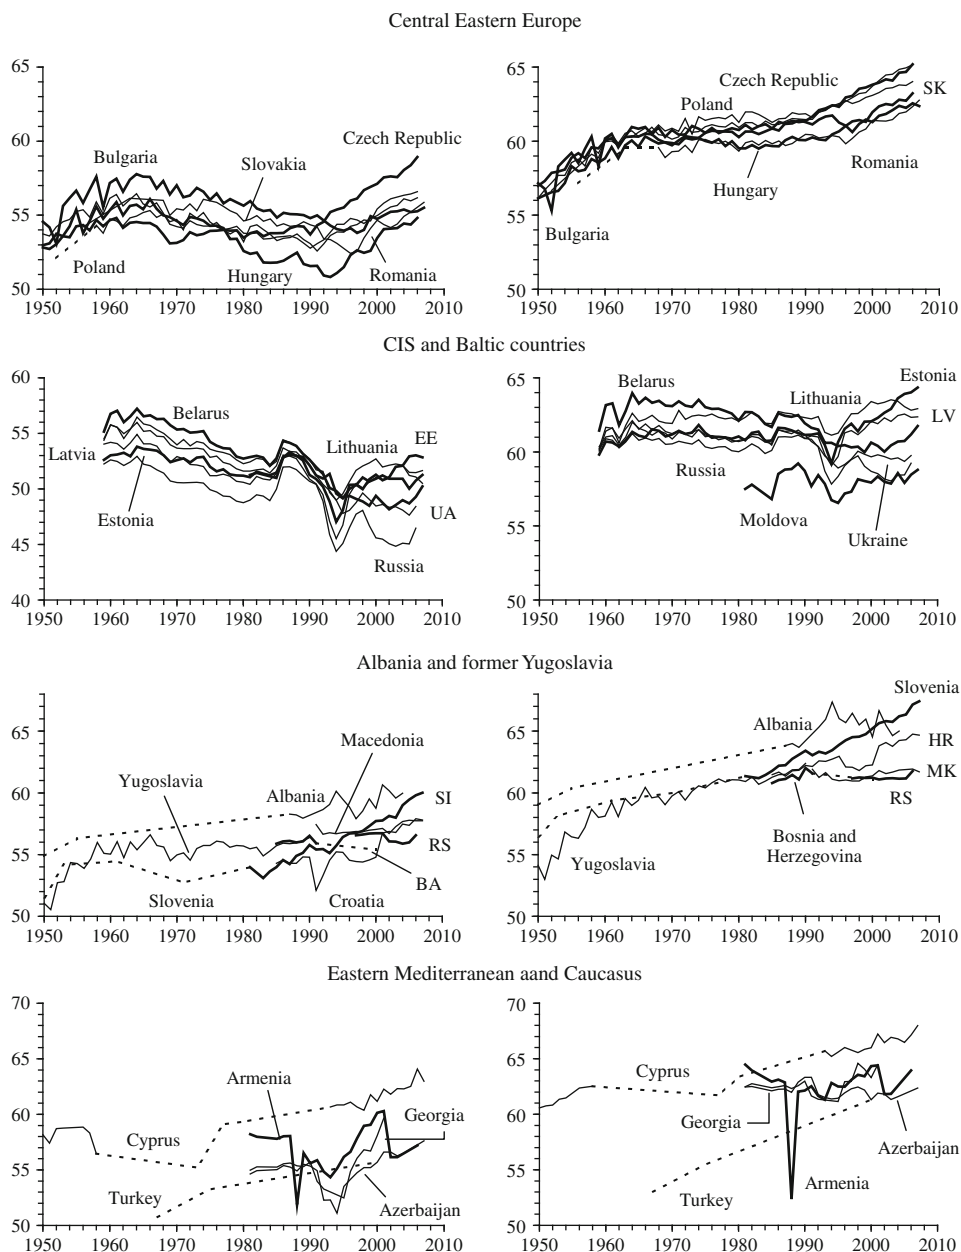 Central Eastern Europe
65
60
55
50
1950 1960 1970 1980 1990 2000 2010
Bulgaria
Slovakia
Czech Republic
Poland
Hungary
Romania
65
60
55
50
1950 1960 1970 1980 1990 2000 2010
Czech Republic
SK
Poland
Hungary
Romania
Bulgaria
CIS and Baltic countries
60
55
50
45
40
1950 1960 1970 1980 1990 2000 2010
Belarus
Latvia
Lithuania
EE
Estonia
UA
Russia
65
60
55
50
1950 1960 1970 1980 1990 2000 2010
Belarus
Lithuania
Estonia
LV
Russia
Moldova
Ukraine
Albania and former Yugoslavia
65
60
55
50
1950 1960 1970 1980 1990 2000 2010
Macedonia
Yugoslavia
Albania
SI
RS
BA
Slovenia
Croatia
65
60
55
50
1950 1960 1970 1980 1990 2000 2010
Slovenia
Albania
HR
MK
RS
Bosnia and
Herzegovina
Yugoslavia
Eastern Mediterranean aand Caucasus
70
65
60
55
50
1950 1960 1970 1980 1990 2000 2010
Armenia
Georgia
Cyprus
Turkey
Azerbaijan
70
65
60
55
50
1950 1960 1970 1980 1990 2000 2010
Cyprus
Georgia
Azerbaijan
Armenia
Turkey